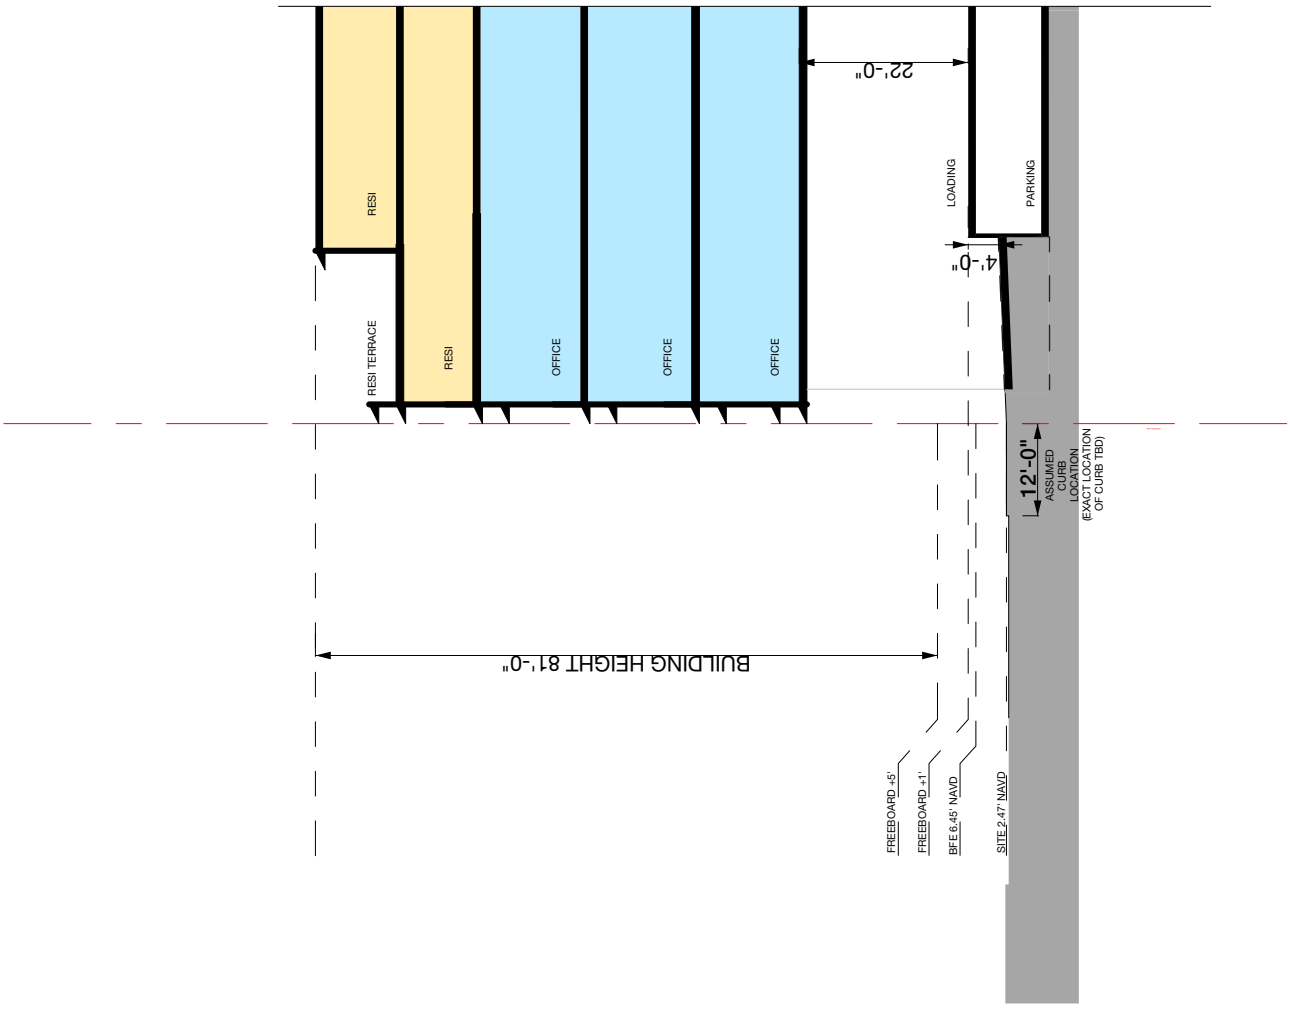 22'-0"
LOADING
PARKING
RESI
4'-0"
RESI TERRACE
RESI
OFFICE
OFFICE
OFFICE
12'-0"
ASSUMED
CURB
LOCATION
(EXACT LOCATION
OF CURB TBD)
BUILDING HEIGHT 81'-0"
FREEBOARD +5'
FREEBOARD +1'
BFE 6.45' NAVD
SITE 2.47' NAVD